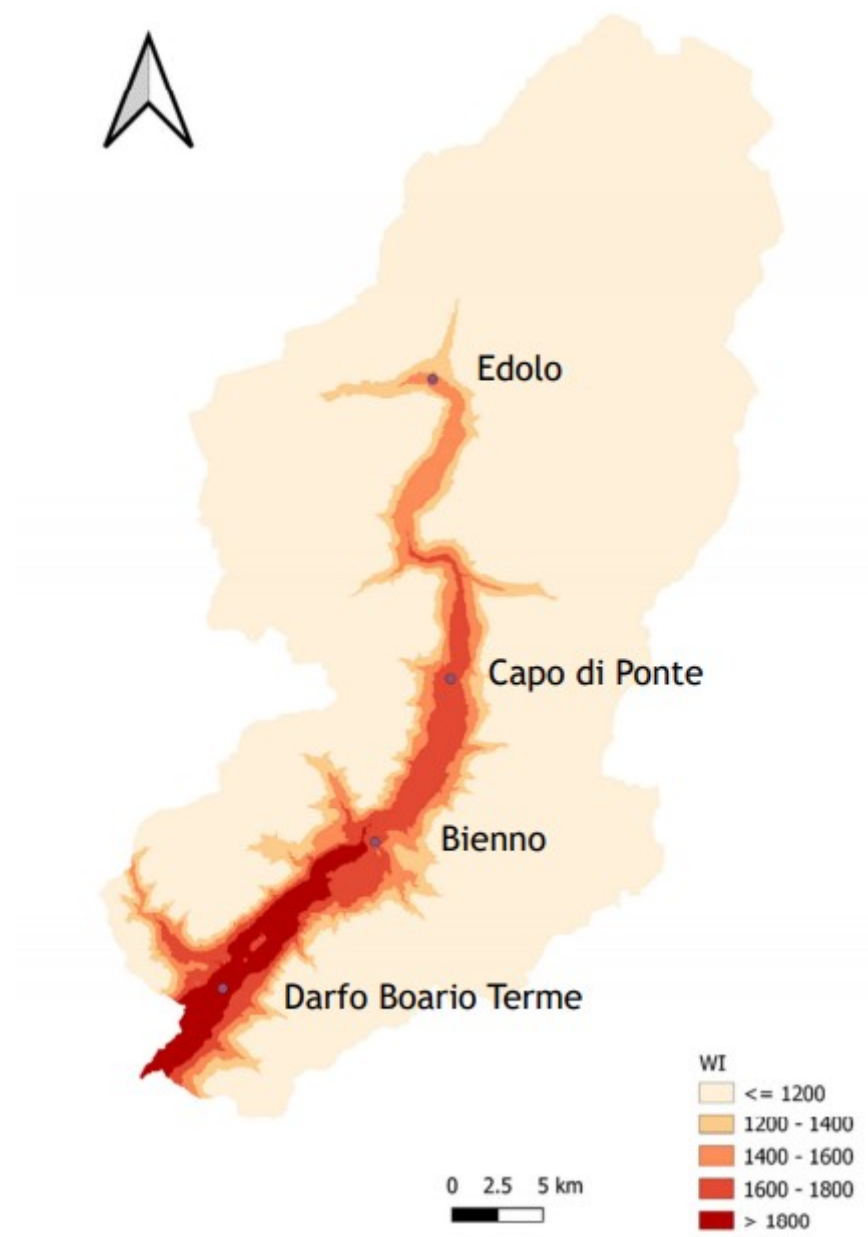 Edolo
Capo di Ponte
Bienno
Darfo Boario Terme
WI
<= 1200
1200 - 1400
1400 - 1600
1600 - 1800
> 1800
0 2.5 5 km